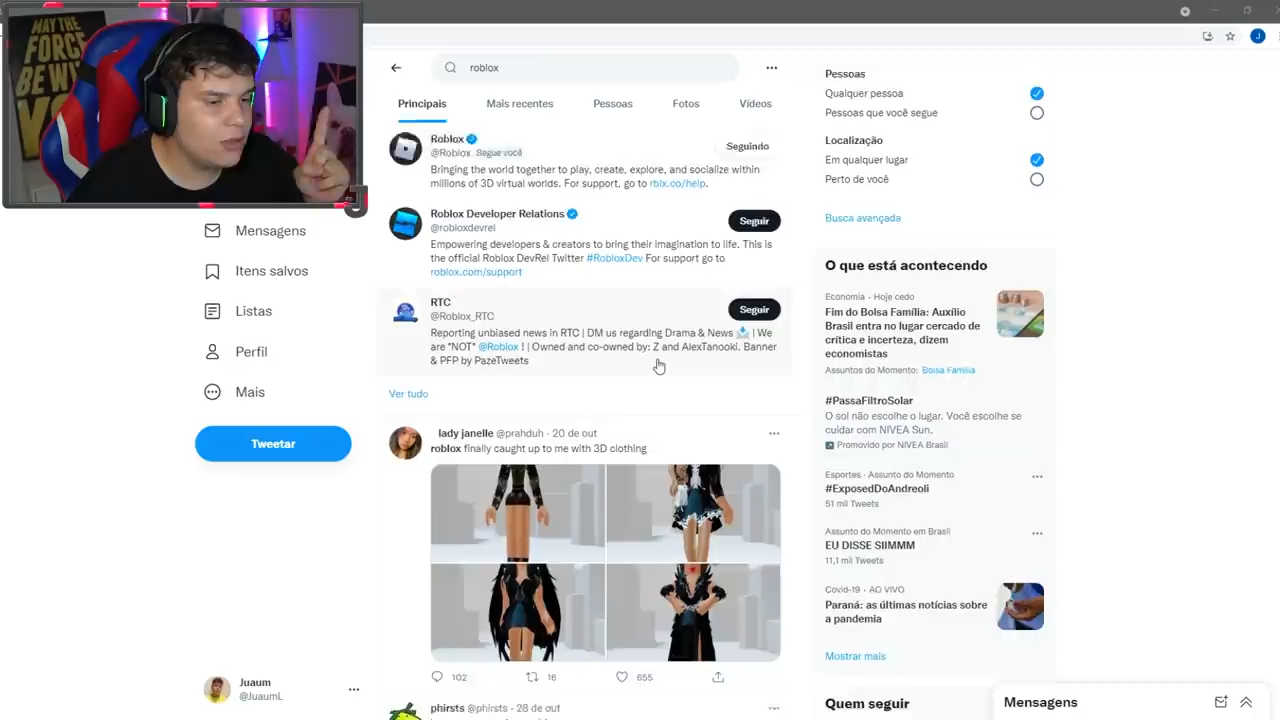 MAY THE
FORCE
BE WI
YO
J
roblox
Principais
Mais recentes
Pessoas
Fotos
Vídeos
Roblox
@Roblox Segue você
Seguindo
Bringing the world together to play, create, explore, and socialize within
millions of 3D virtual worlds. For support, go to rblx.co/help.
Roblox Developer Relations
@robloxdevrel
Seguir
Empowering developers & creators to bring their imagination to life. This is
the official Roblox DevRel Twitter #RobloxDev For support go to
roblox.com/support
RTC
@Roblox_RTC
Seguir
Reporting unbiased news in RTC | DM us regarding Drama & News 📩 | We
are "NOT" @Roblox ! | Owned and co-owned by: Z and AlexTanooki. Banner
& PFP by PazeTweets
Ver tudo
lady janelle @prahduh · 20 de out
roblox finally caught up to me with 3D clothing
102
16
655
phirsts @phirsts · 28 de out
Mensagens
Itens salvos
Listas
Perfil
Mais
Tweetar
Juaum
@JuaumL
Pessoas
Qualquer pessoa
Pessoas que você segue
Localização
Em qualquer lugar
Perto de você
Busca avançada
O que está acontecendo
Economia · Hoje cedo
Fim do Bolsa Família: Auxílio
Brasil entra no lugar cercado de
crítica e incerteza, dizem
economistas
Assuntos do Momento: Bolsa Família
#PassaFiltroSolar
O sol não escolhe o lugar. Você escolhe se
cuidar com NIVEA Sun.
Promovido por NIVEA Brasil
Esportes · Assunto do Momento
#ExposedDoAndreoli
51 mil Tweets
Assunto do Momento em Brasil
EU DISSE SIIMMM
11,1 mil Tweets
Covid-19 · AO VIVO
Paraná: as últimas notícias sobre
a pandemia
Mostrar mais
Quem seguir
Mensagens